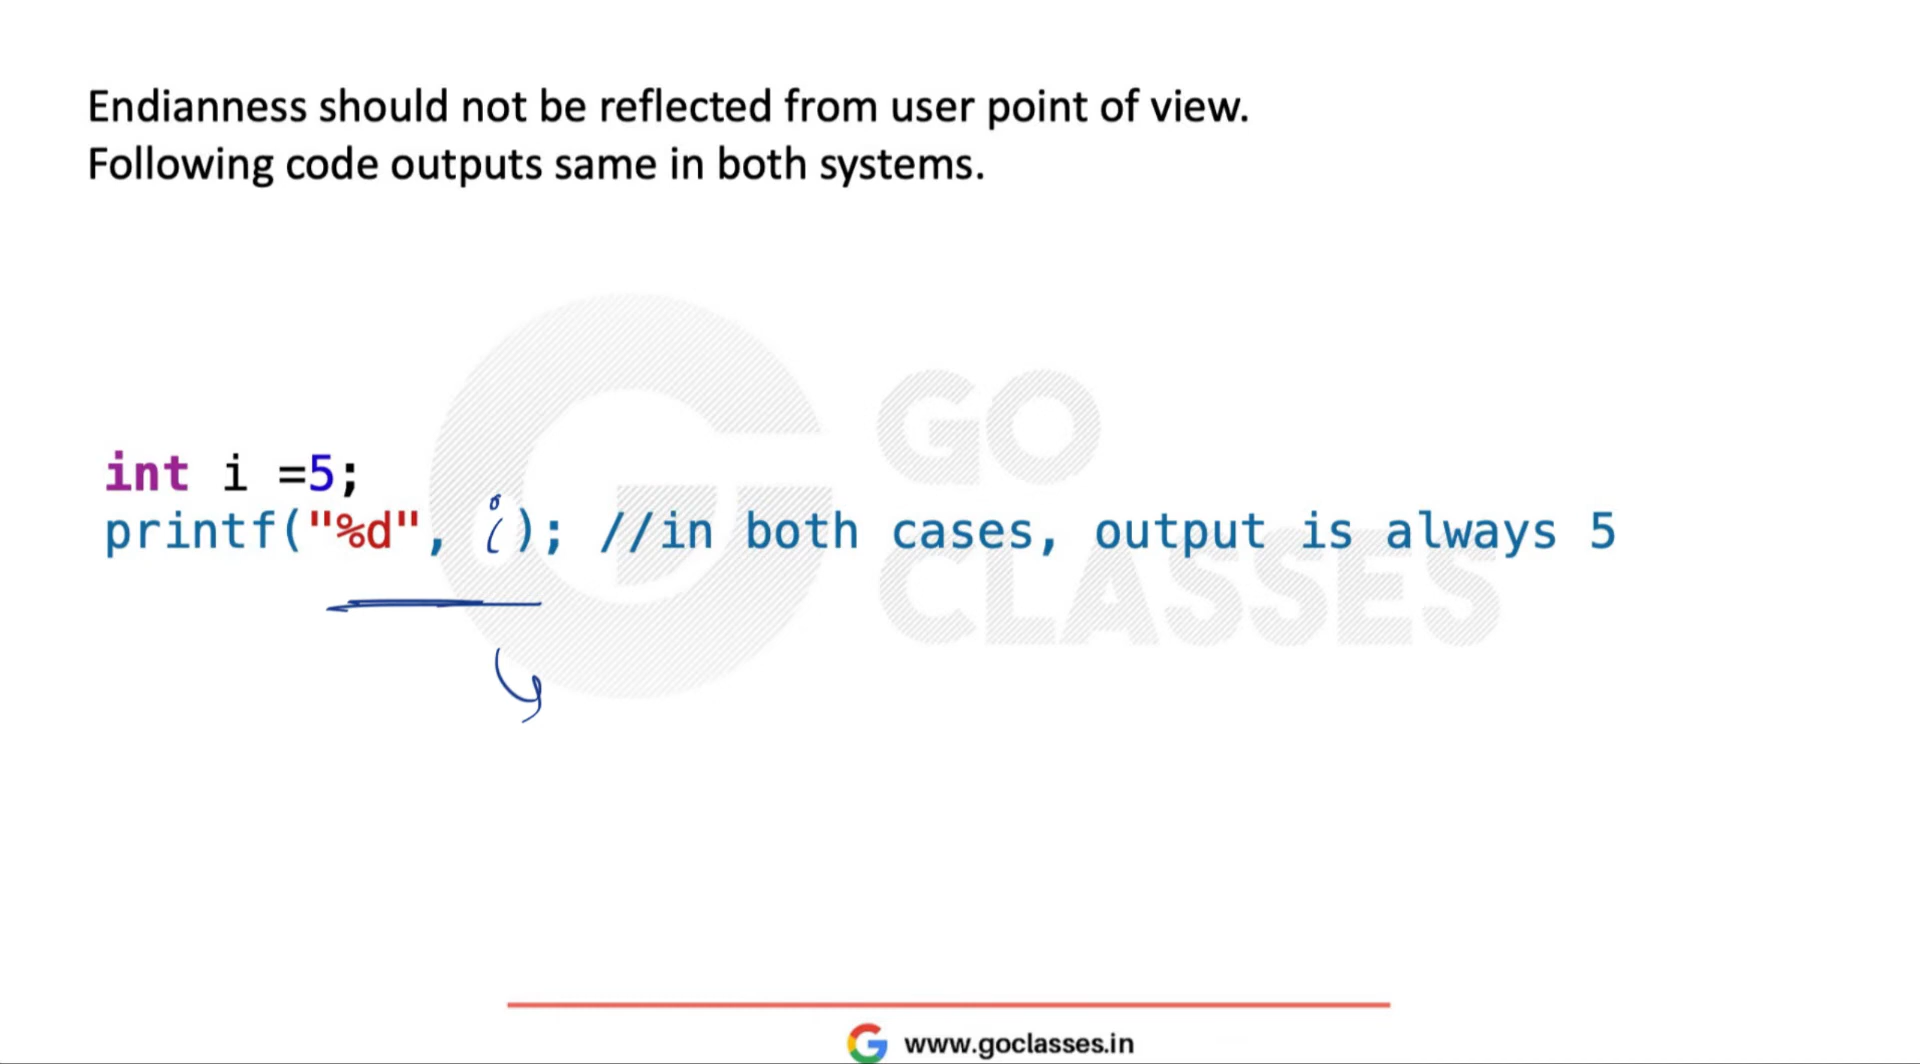 Endianness should not be reflected from user point of view.
Following code outputs same in both systems.
GO
CLASSES
int i =5;
printf("%d", i); //in both cases, output is always 5
www.goclasses.in